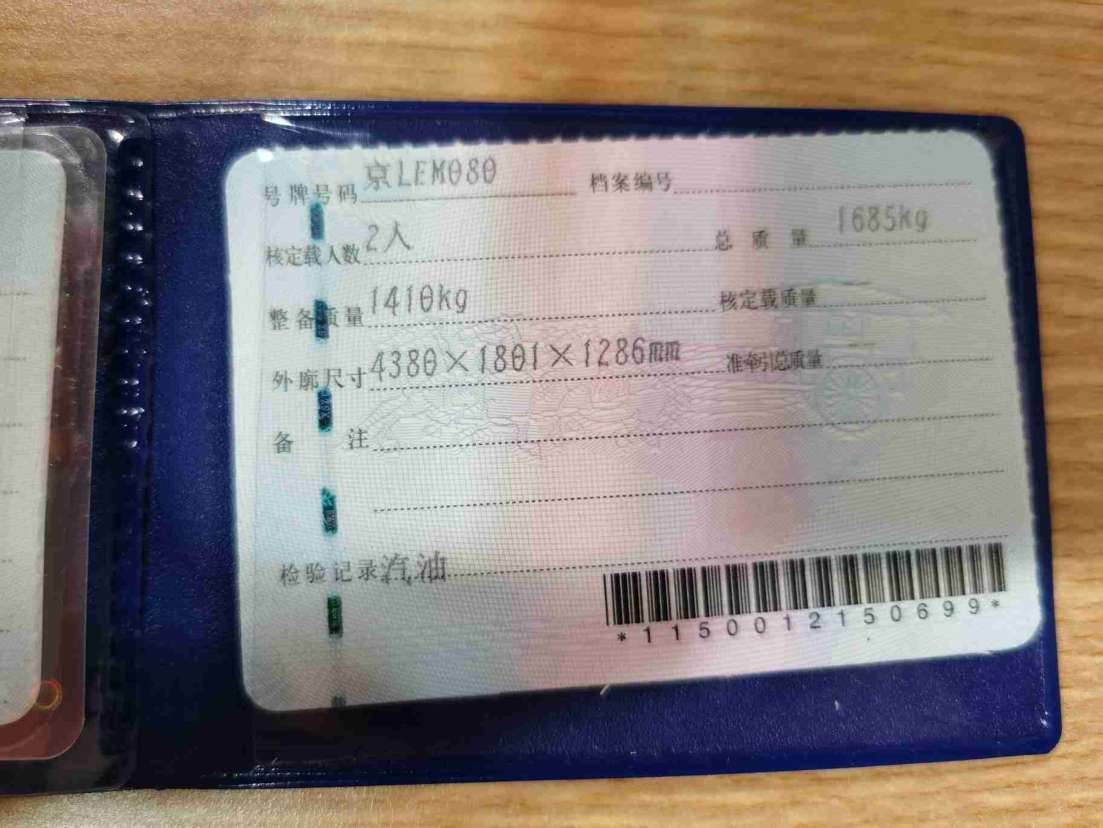 号牌号码 京LEM080 档案编号
核定载人数 2人 总质量 1685kg
整备质量 1410kg 核定载质量
外廓尺寸 4380×1801×1286mm 准牵引总质量
备注
检验记录 汽油
*1150012150699*